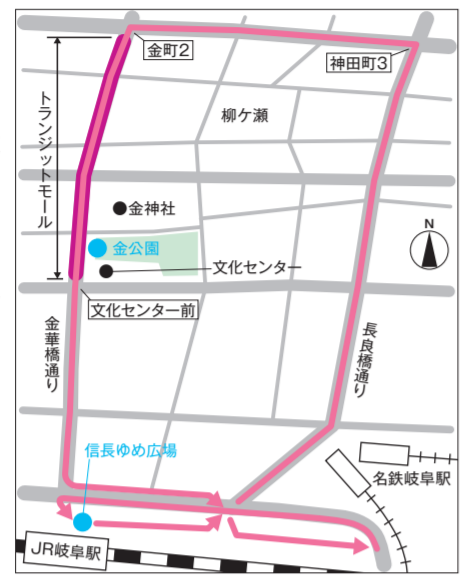 金町2
神田町3
トランジットモール
柳ケ瀬
金神社
N
金公園
文化センター
文化センター前
金華橋通り
長良橋通り
信長ゆめ広場
名鉄岐阜駅
JR岐阜駅